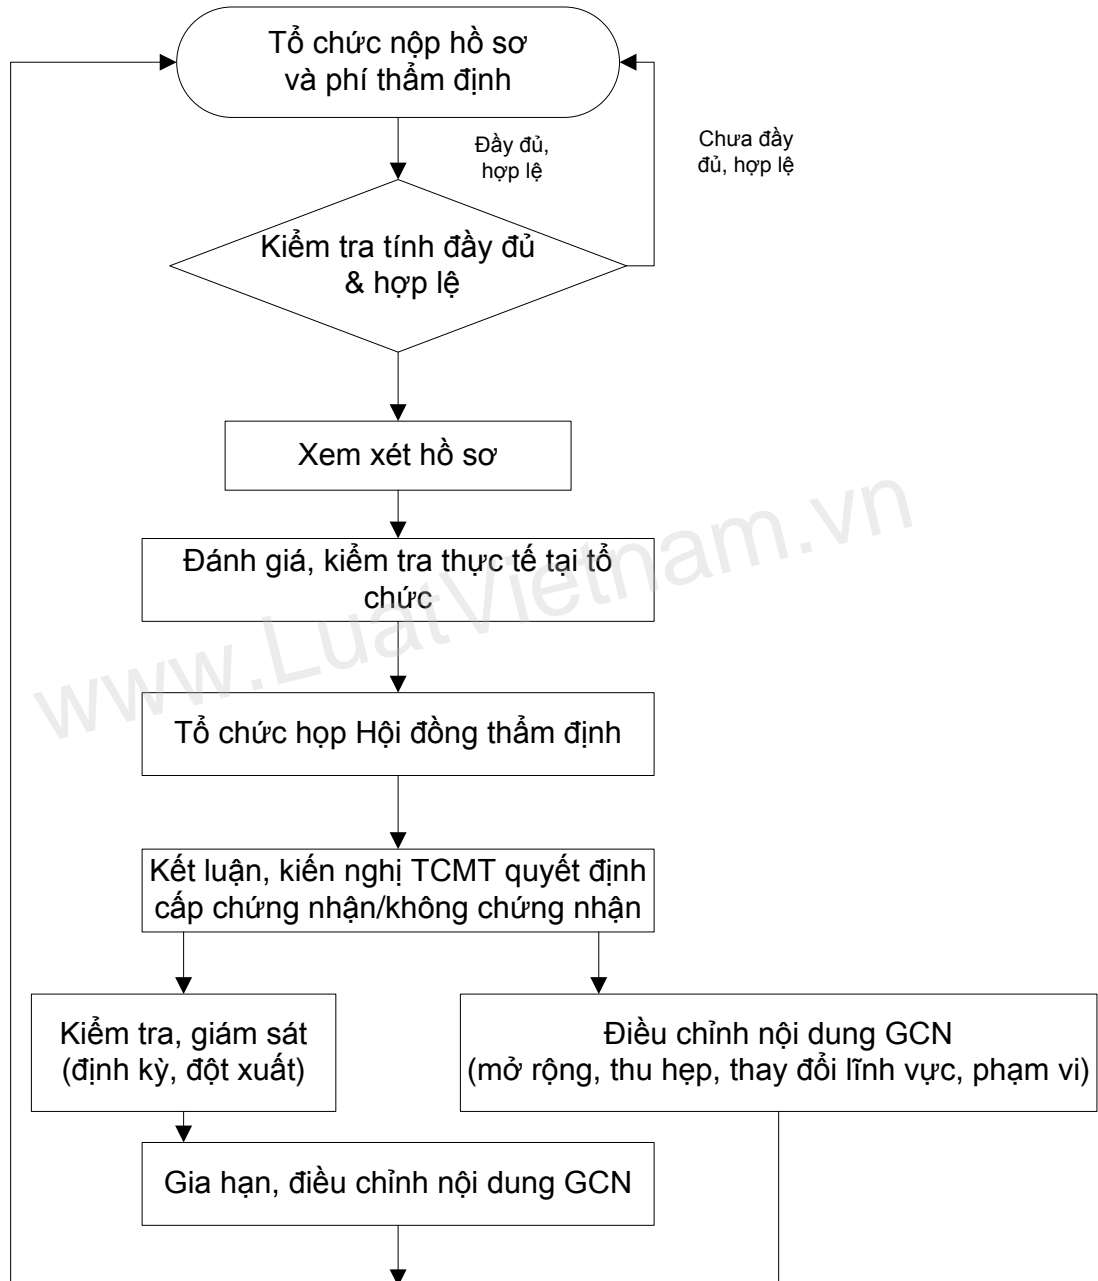 Tổ chức nộp hồ sơ
và phí thẩm định
Đầy đủ,
hợp lệ
Chưa đầy
đủ, hợp lệ
Kiểm tra tính đầy đủ
& hợp lệ
Xem xét hồ sơ
Đánh giá, kiểm tra thực tế tại tổ
chức
www.LuatVietnam.vn
Tổ chức họp Hội đồng thẩm định
Kết luận, kiến nghị TCMT quyết định
cấp chứng nhận/không chứng nhận
Kiểm tra, giám sát
(định kỳ, đột xuất)
Điều chỉnh nội dung GCN
(mở rộng, thu hẹp, thay đổi lĩnh vực, phạm vi)
Gia hạn, điều chỉnh nội dung GCN